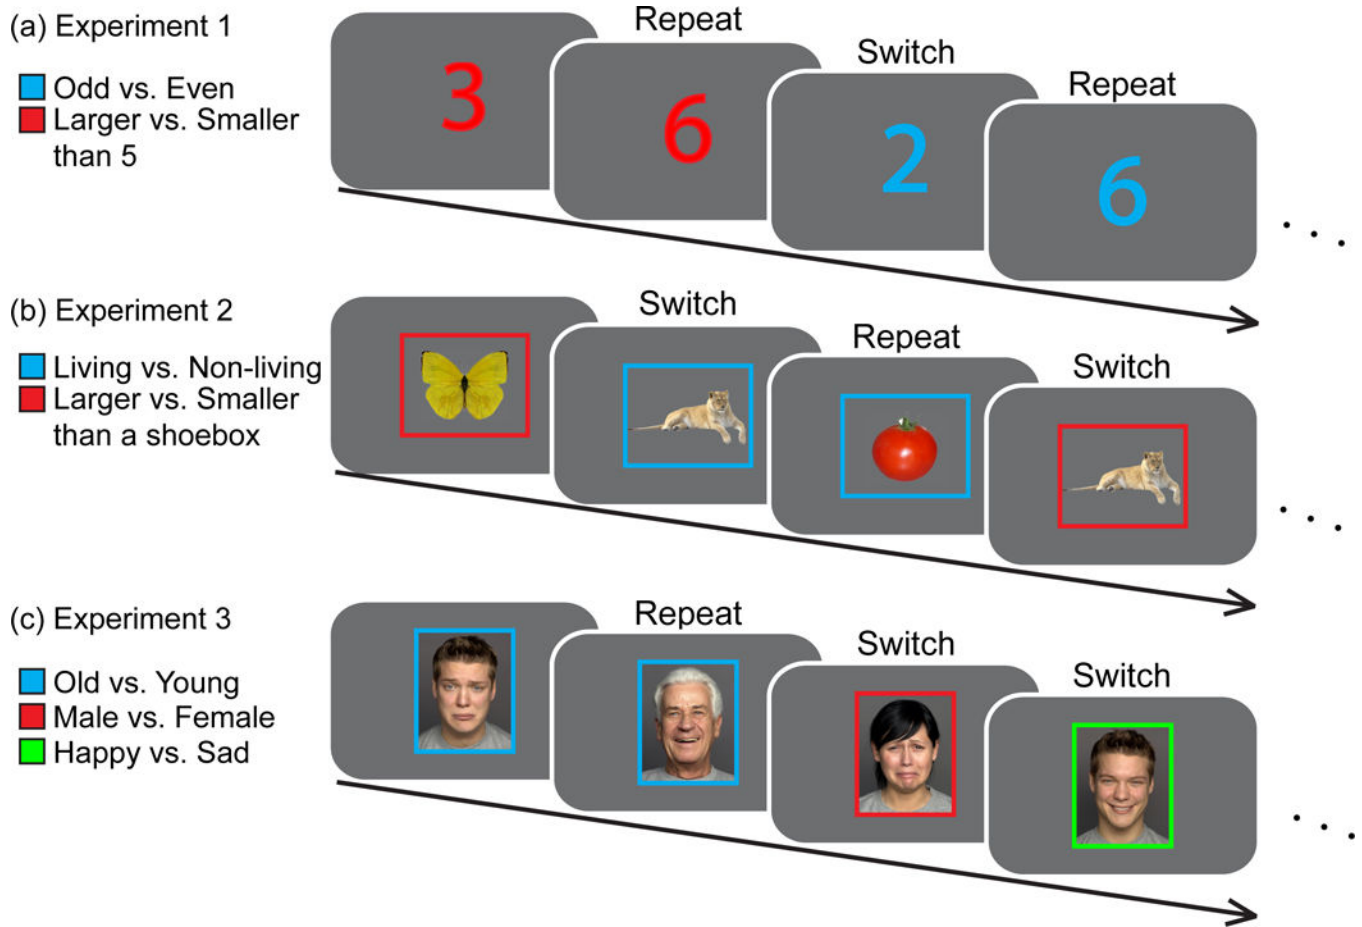 (a) Experiment 1
Odd vs. Even
Larger vs. Smaller
than 5
Repeat
Switch
Repeat
3
6
2
6
. . .
(b) Experiment 2
Living vs. Non-living
Larger vs. Smaller
than a shoebox
Switch
Repeat
Switch
. . .
(c) Experiment 3
Old vs. Young
Male vs. Female
Happy vs. Sad
Repeat
Switch
Switch
. . .